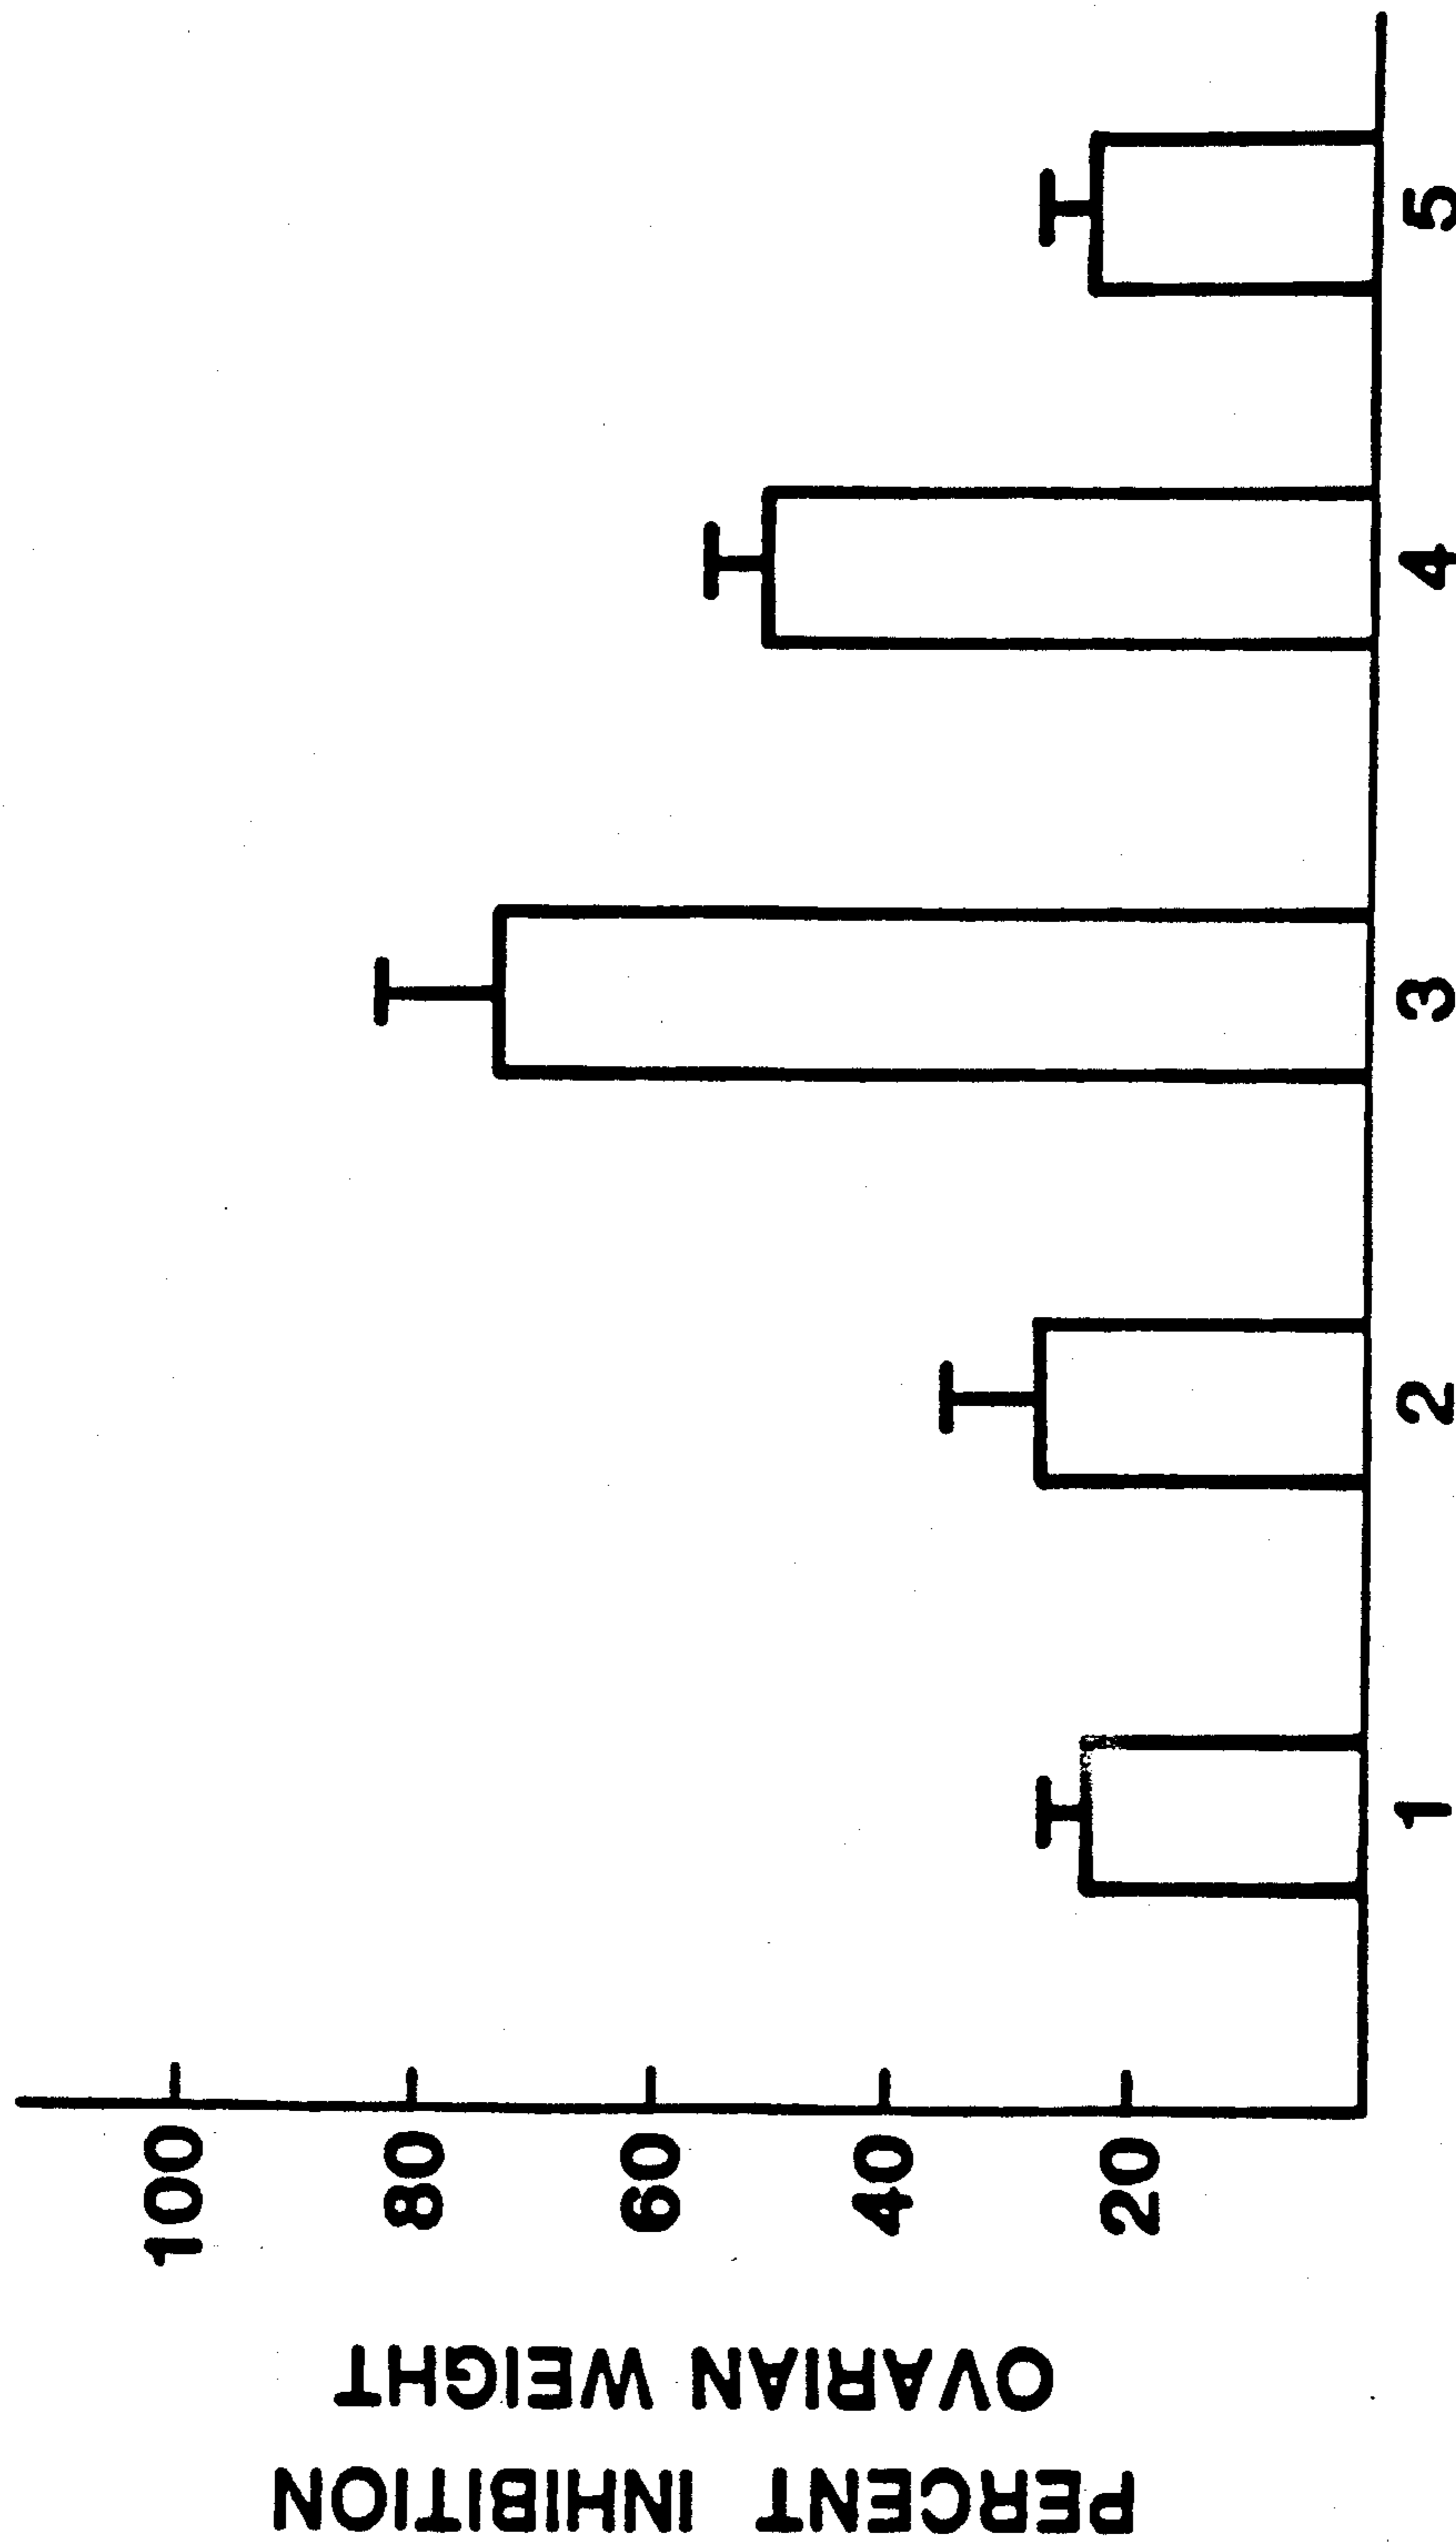 PERCENT INHIBITION
OVARIAN WEIGHT
100
80
60
40
20
1 2 3 4 5